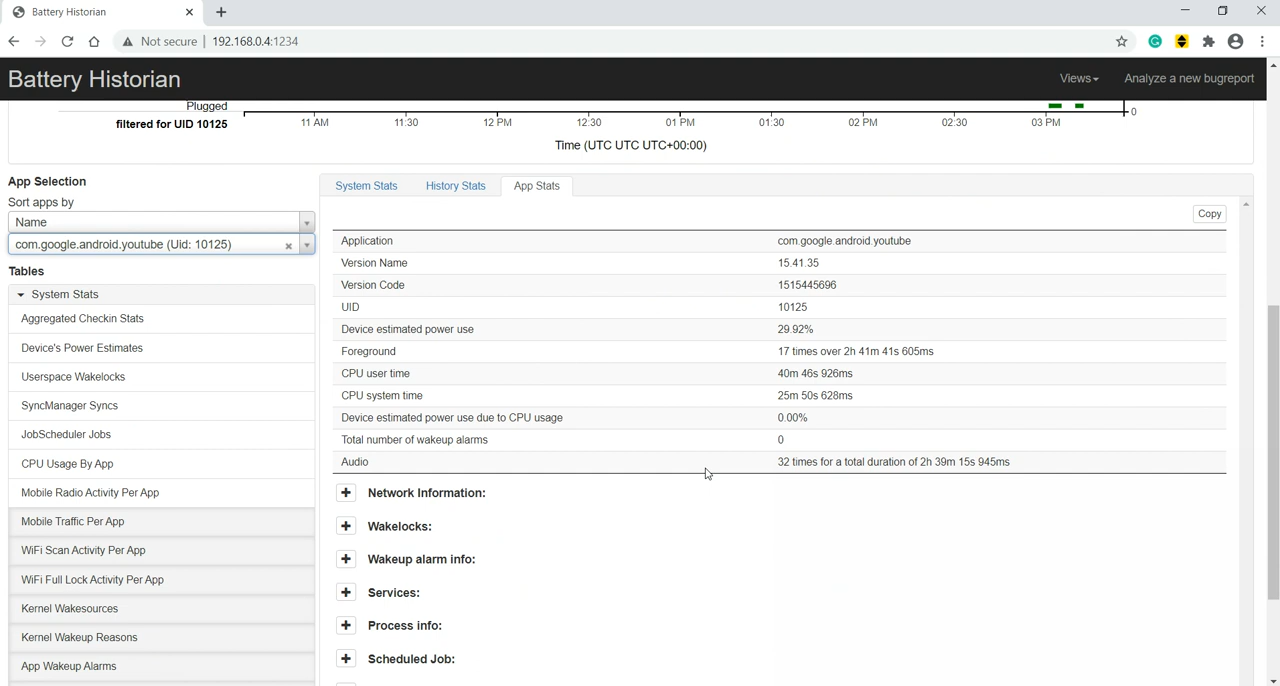 Battery Historian
Not secure | 192.168.0.4:1234
Battery Historian
Views
Analyze a new bugreport
Plugged
0
filtered for UID 10125
11 AM 11:30 12 PM 12:30 01 PM 01:30 02 PM 02:30 03 PM
Time (UTC UTC UTC+00:00)
App Selection
Sort apps by
Name
com.google.android.youtube (Uid: 10125)
Tables
System Stats
Aggregated Checkin Stats
Device's Power Estimates
Userspace Wakelocks
SyncManager Syncs
JobScheduler Jobs
CPU Usage By App
Mobile Radio Activity Per App
Mobile Traffic Per App
WiFi Scan Activity Per App
WiFi Full Lock Activity Per App
Kernel Wakesources
Kernel Wakeup Reasons
App Wakeup Alarms
System Stats History Stats App Stats
Copy
Application com.google.android.youtube
Version Name 15.41.35
Version Code 1515445696
UID 10125
Device estimated power use 29.92%
Foreground 17 times over 2h 41m 41s 605ms
CPU user time 40m 46s 926ms
CPU system time 25m 50s 628ms
Device estimated power use due to CPU usage 0.00%
Total number of wakeup alarms 0
Audio 32 times for a total duration of 2h 39m 15s 945ms
Network Information:
Wakelocks:
Wakeup alarm info:
Services:
Process info:
Scheduled Job: